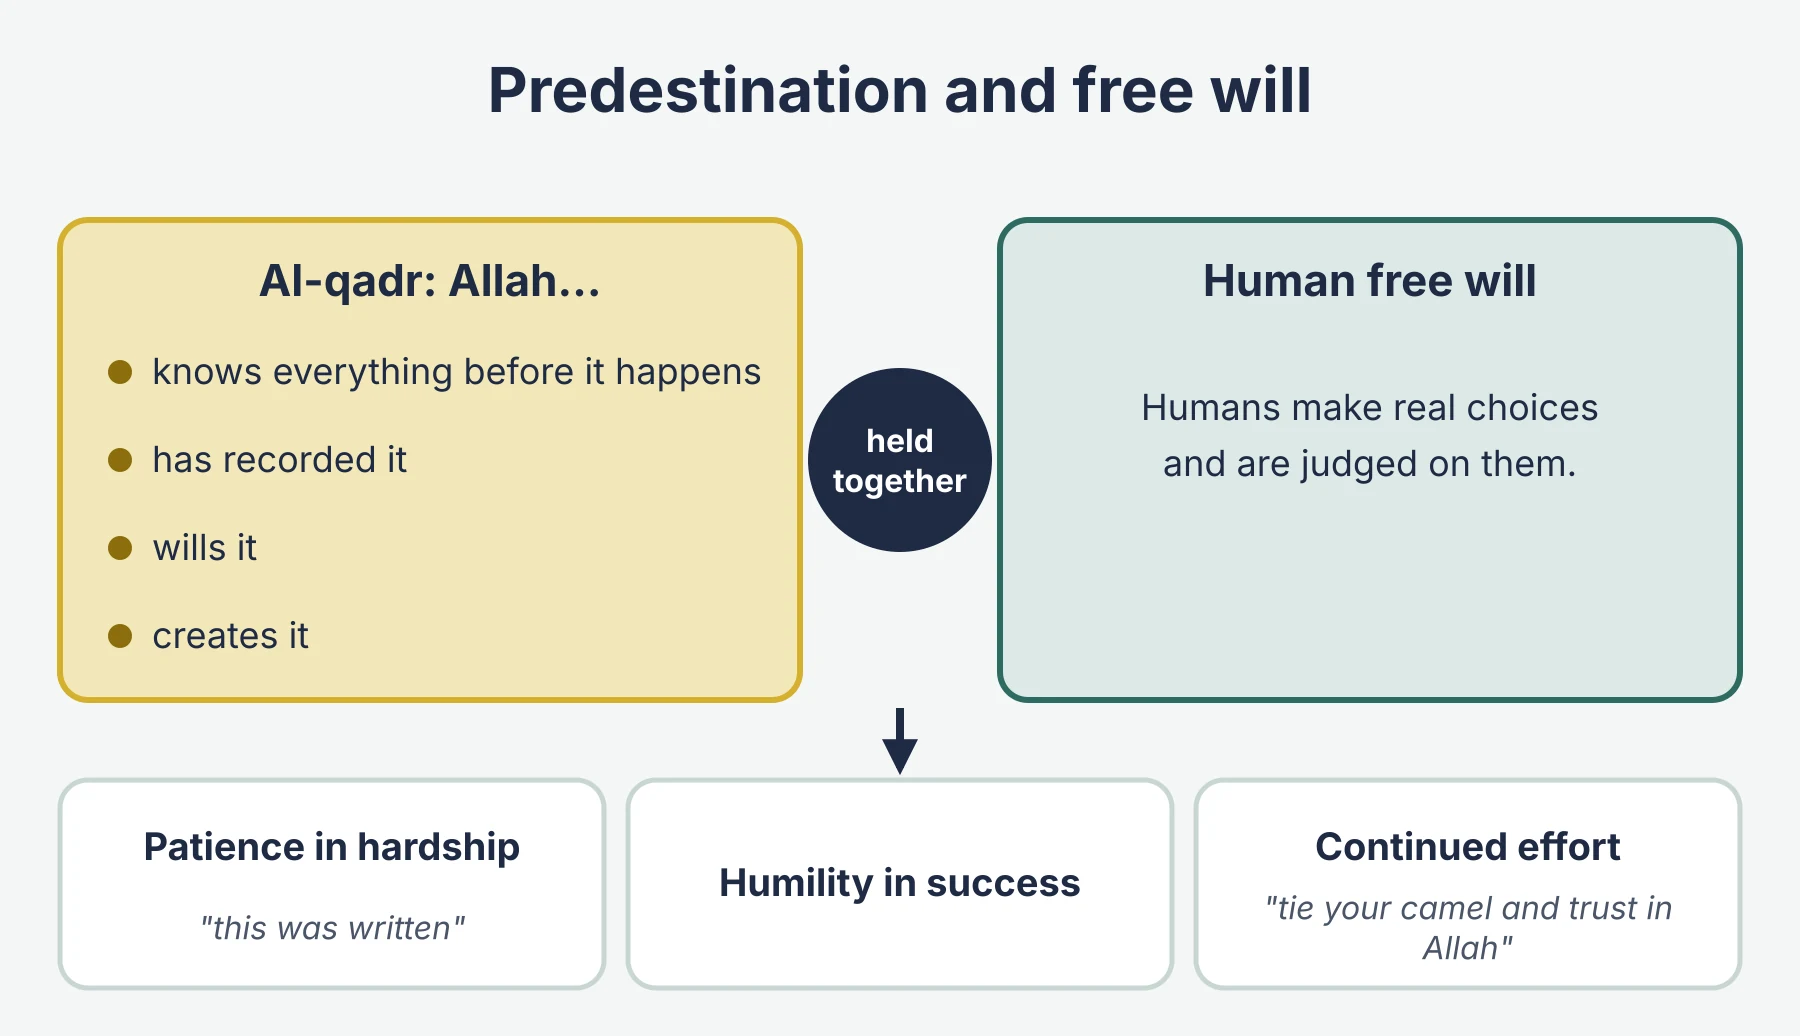 Predestination and free will
Al-qadr: Allah...
knows everything before it happens
has recorded it
wills it
creates it
held
together
Human free will
Humans make real choices
and are judged on them.
Patience in hardship
"this was written"
Humility in success
Continued effort
"tie your camel and trust in
Allah"